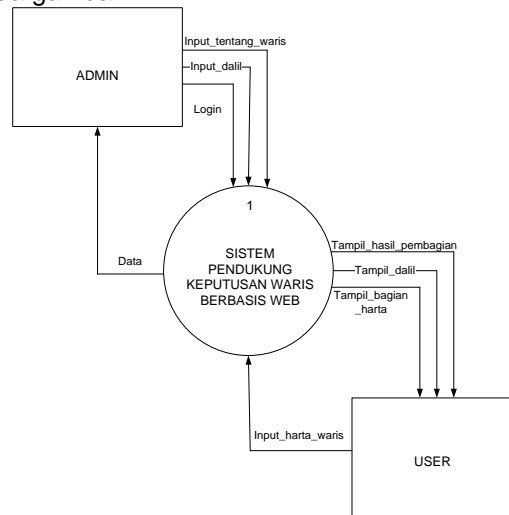 Input_tentang_waris
ADMIN
Input_dalil
Login
1
SISTEM
PENDUKUNG
KEPUTUSAN WARIS
BERBASIS WEB
Data
Tampil_hasil_pembagian
Tampil_dalil
Tampil_bagian
_harta
Input_harta_waris
USER